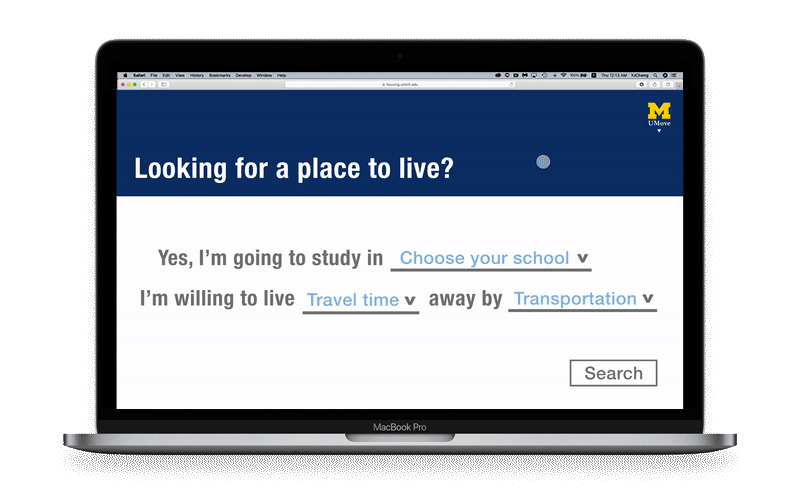 Safari File Edit View History Bookmarks Develop Window Help
Thu 12:13 AM YJCheng
housing.umich.edu
M
UMove
Looking for a place to live?
Yes, I'm going to study in Choose your school
I'm willing to live Travel time away by Transportation
Search
MacBook Pro